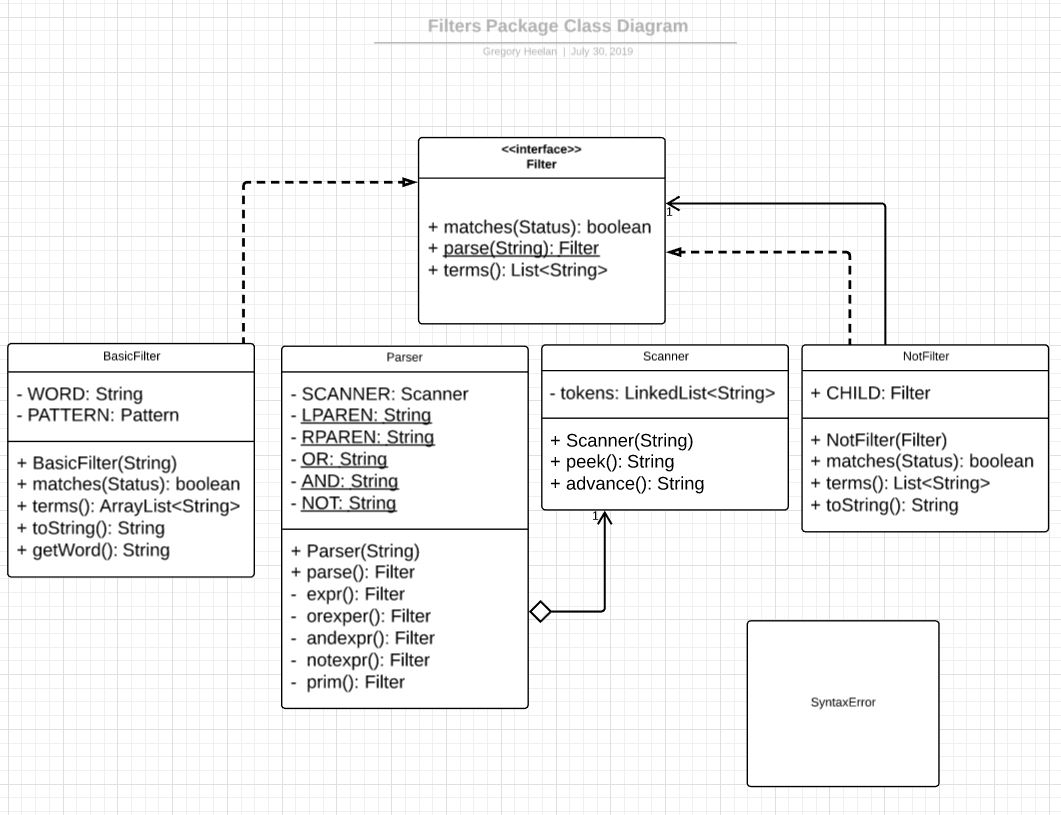 Filters Package Class Diagram
Gregory Heelan | July 30, 2019
<<interface>>
Filter
+ matches(Status): boolean
+ parse(String): Filter
+ terms(): List<String>
1
BasicFilter
- WORD: String
- PATTERN: Pattern
+ BasicFilter(String)
+ matches(Status): boolean
+ terms(): ArrayList<String>
+ toString(): String
+ getWord(): String
Parser
- SCANNER: Scanner
- LPAREN: String
- RPAREN: String
- OR: String
- AND: String
- NOT: String
+ Parser(String)
+ parse(): Filter
- expr(): Filter
- orexper(): Filter
- andexpr(): Filter
- notexpr(): Filter
- prim(): Filter
Scanner
- tokens: LinkedList<String>
+ Scanner(String)
+ peek(): String
+ advance(): String
1
NotFilter
+ CHILD: Filter
+ NotFilter(Filter)
+ matches(Status): boolean
+ terms(): List<String>
+ toString(): String
SyntaxError